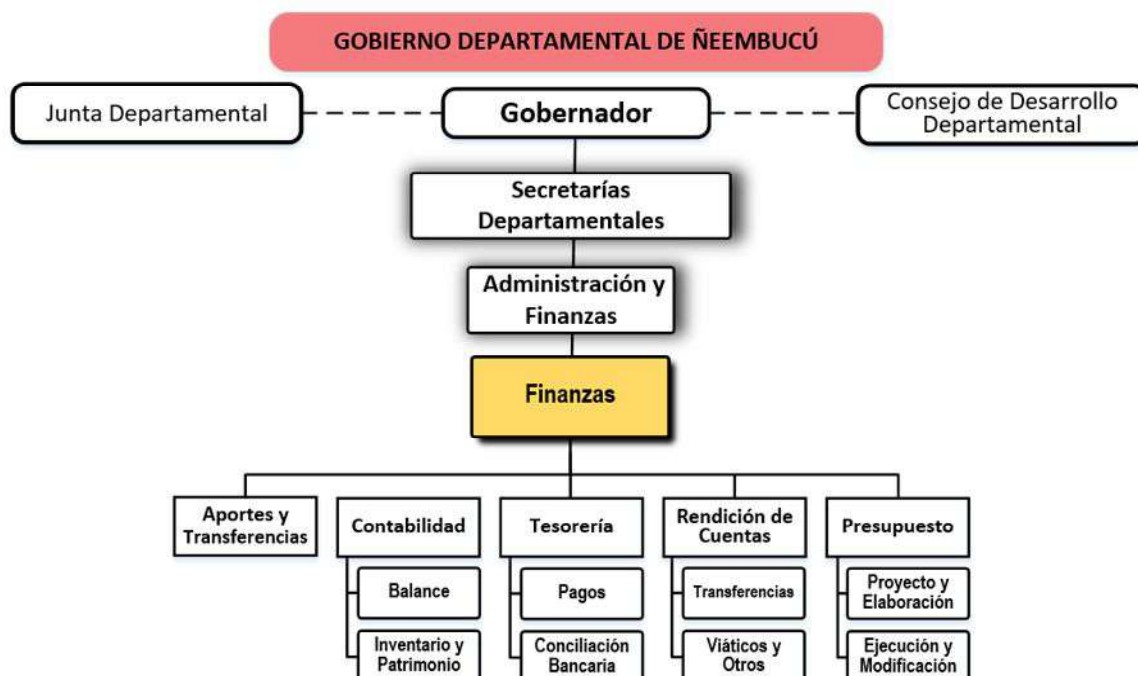 GOBIERNO DEPARTAMENTAL DE ÑEEMBUCÚ
Junta Departamental
Gobernador
Consejo de Desarrollo
Departamental
Secretarías
Departamentales
Administración y
Finanzas
Finanzas
Aportes y
Transferencias
Contabilidad
Tesorería
Rendición de
Cuentas
Presupuesto
Balance
Pagos
Transferencias
Proyecto y
Elaboración
Inventario y
Patrimonio
Conciliación
Bancaria
Viáticos y
Otros
Ejecución y
Modificación